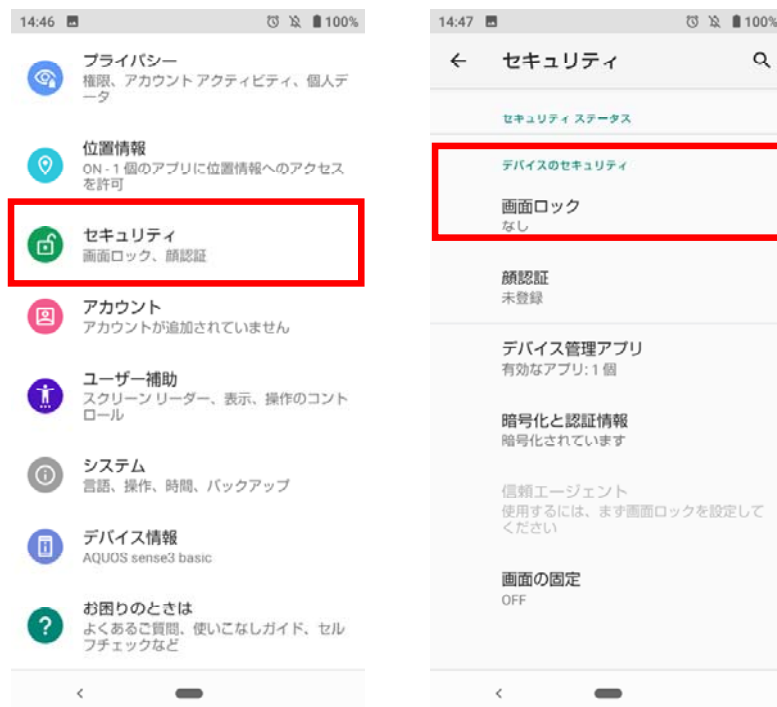 14:46 100%
プライバシー
権限、アカウント アクティビティ、個人デ
ータ
位置情報
ON - 1 個のアプリに位置情報へのアクセス
を許可
セキュリティ
画面ロック、顔認証
アカウント
アカウントが追加されていません
ユーザー補助
スクリーン リーダー、表示、操作のコント
ロール
システム
言語、操作、時間、バックアップ
デバイス情報
AQUOS sense3 basic
お困りのときは
よくあるご質問、使いこなしガイド、セル
フチェックなど
14:47 100%
セキュリティ
セキュリティ ステータス
デバイスのセキュリティ
画面ロック
なし
顔認証
未登録
デバイス管理アプリ
有効なアプリ: 1 個
暗号化と認証情報
暗号化されています
信頼エージェント
使用するには、まず画面ロックを設定して
ください
画面の固定
OFF